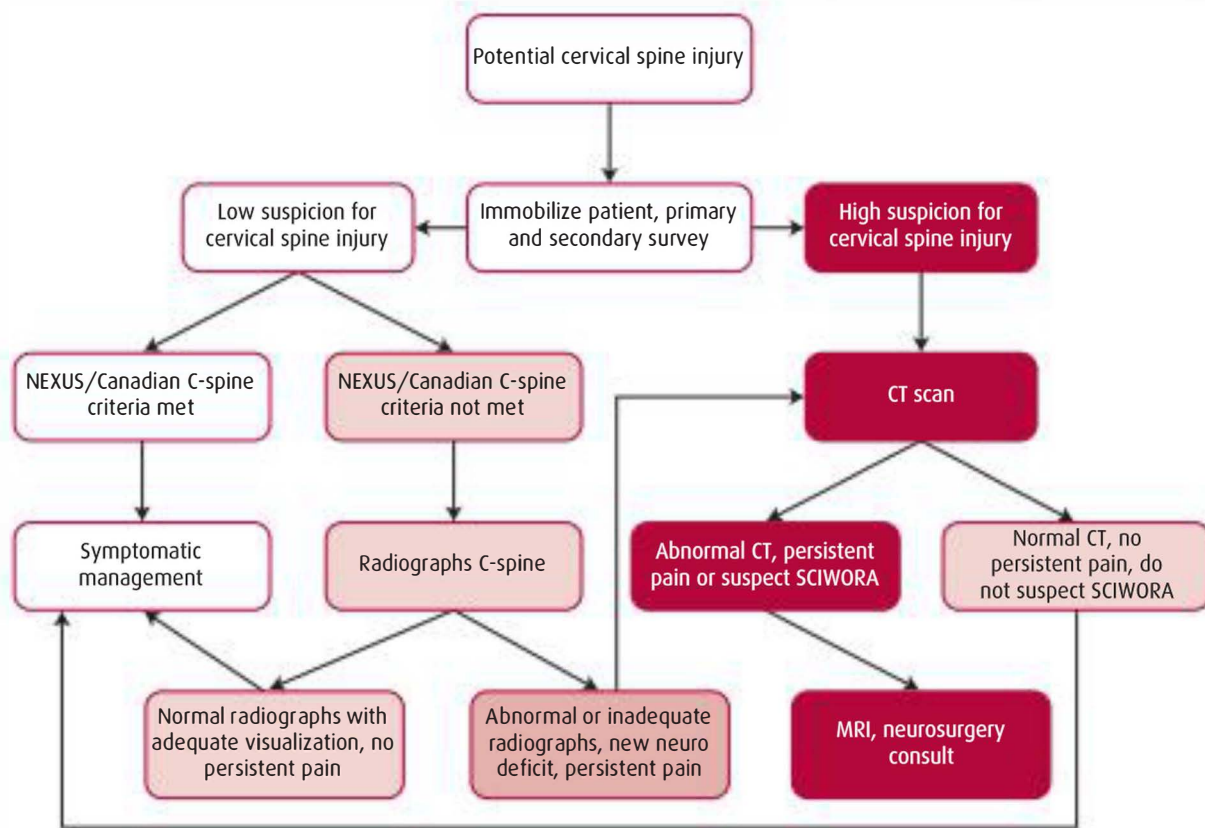 Potential cervical spine injury
Low suspicion for
cervical spine injury
Immobilize patient, primary
and secondary survey
High suspicion for
cervical spine injury
NEXUS/Canadian C-spine
criteria met
NEXUS/Canadian C-spine
criteria not met
CT scan
Symptomatic
management
Radiographs C-spine
Abnormal CT, persistent
pain or suspect SCIWORA
Normal CT, no
persistent pain, do
not suspect SCIWORA
Normal radiographs with
adequate visualization, no
persistent pain
Abnormal or inadequate
radiographs, new neuro
deficit, persistent pain
MRI, neurosurgery
consult